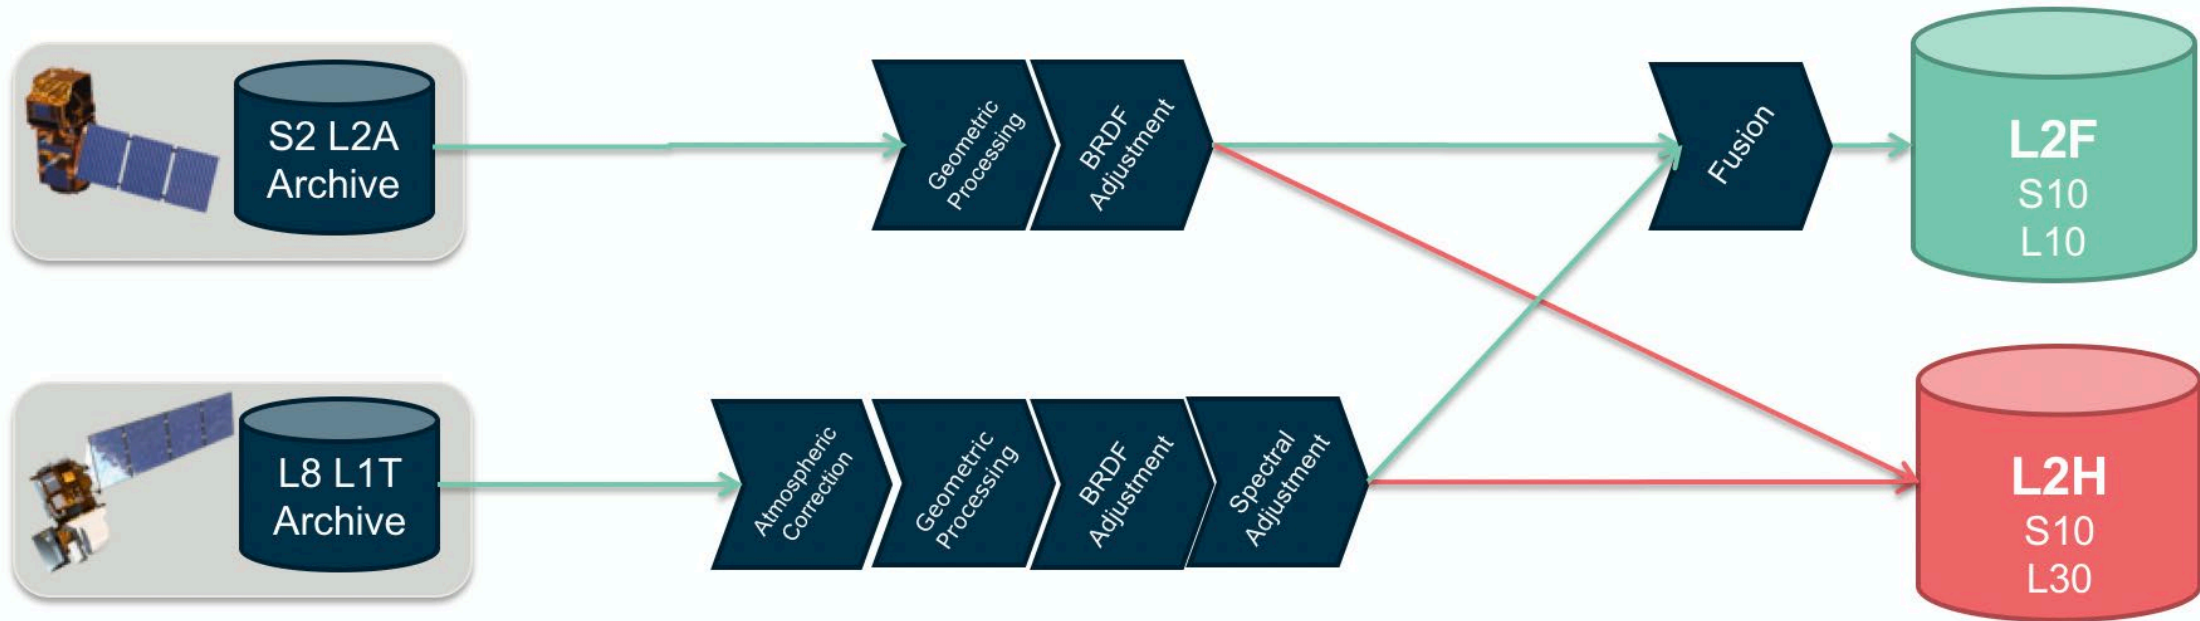 S2 L2A
Archive
Geometric
Processing
BRDF
Adjustment
Fusion
L2F
S10
L10
L8 L1T
Archive
Atmospheric
Correction
Geometric
Processing
BRDF
Adjustment
Spectral
Adjustment
L2H
S10
L30